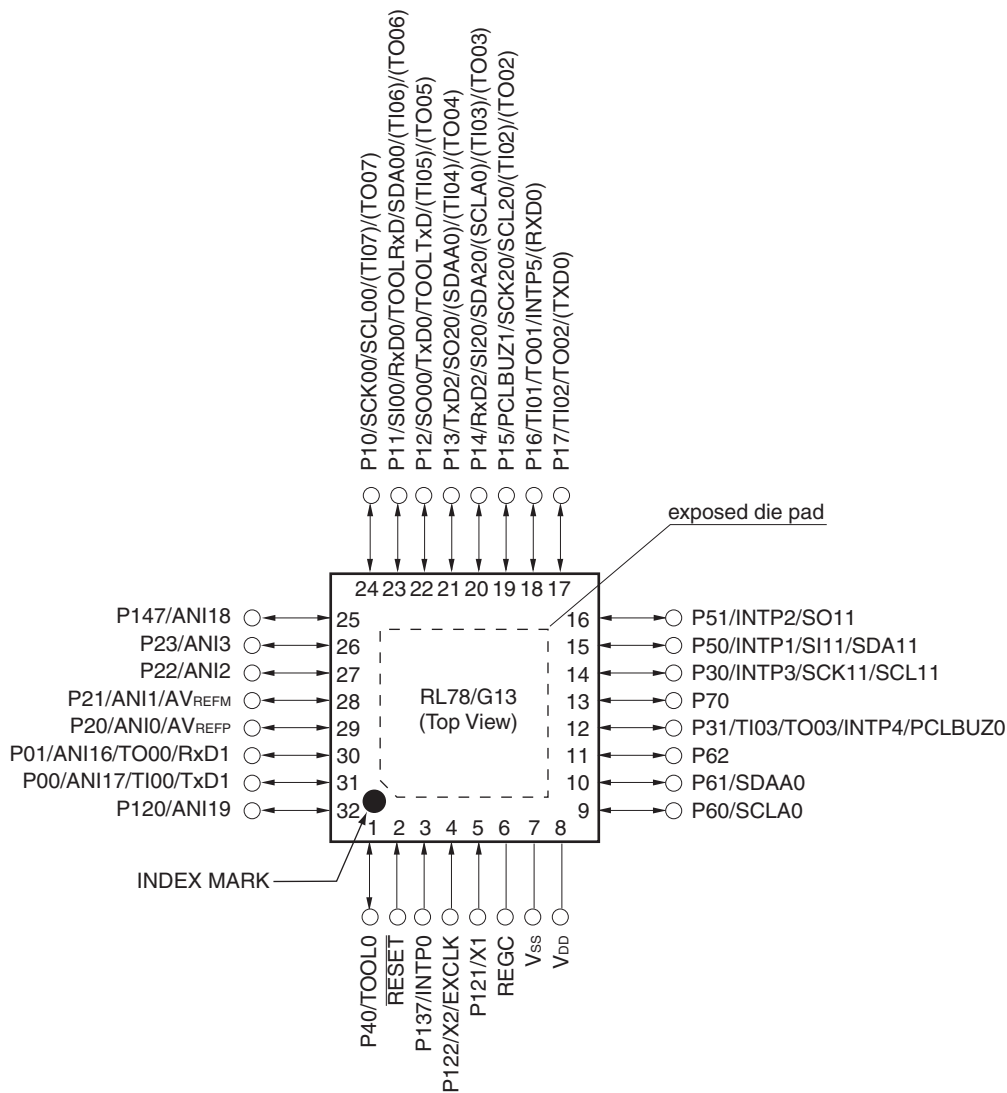 P10/SCK00/SCL00/(TI07)/(TO07)
P11/SI00/RxD0/TOOLRxD/SDA00/(TI06)/(TO06)
P12/SO00/TxD0/TOOLTxD/(TI05)/(TO05)
P13/TxD2/SO20/(SDAA0)/(TI04)/(TO04)
P14/RxD2/SI20/SDA20/(SCLA0)/(TI03)/(TO03)
P15/PCLBUZ1/SCK20/SCL20/(TI02)/(TO02)
P16/TI01/TO01/INTP5/(RXD0)
P17/TI02/TO02/(TXD0)
exposed die pad
24 23 22 21 20 19 18 17
P147/ANI18 25
P23/ANI3 26
P22/ANI2 27
P21/ANI1/AVREFM 28
P20/ANI0/AVREFP 29
P01/ANI16/TO00/RxD1 30
P00/ANI17/TI00/TxD1 31
P120/ANI19 32
RL78/G13
(Top View)
16 P51/INTP2/SO11
15 P50/INTP1/SI11/SDA11
14 P30/INTP3/SCK11/SCL11
13 P70
12 P31/TI03/TO03/INTP4/PCLBUZ0
11 P62
10 P61/SDAA0
9 P60/SCLA0
1 2 3 4 5 6 7 8
INDEX MARK
P40/TOOL0
RESET
P137/INTP0
P122/X2/EXCLK
P121/X1
REGC
VSS
VDD